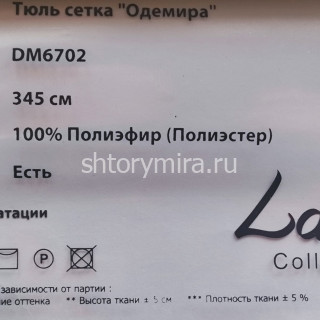 Тюль сетка "Одемира"
DM6702
345 см
100% Полиэфир (Полиэстер)
shtorymira.ru
Есть
атации
La
Coll
P
зависимости от партии :
ние оттенка ** Высота ткани ± 5 см *** Плотность ткани ± 5 %